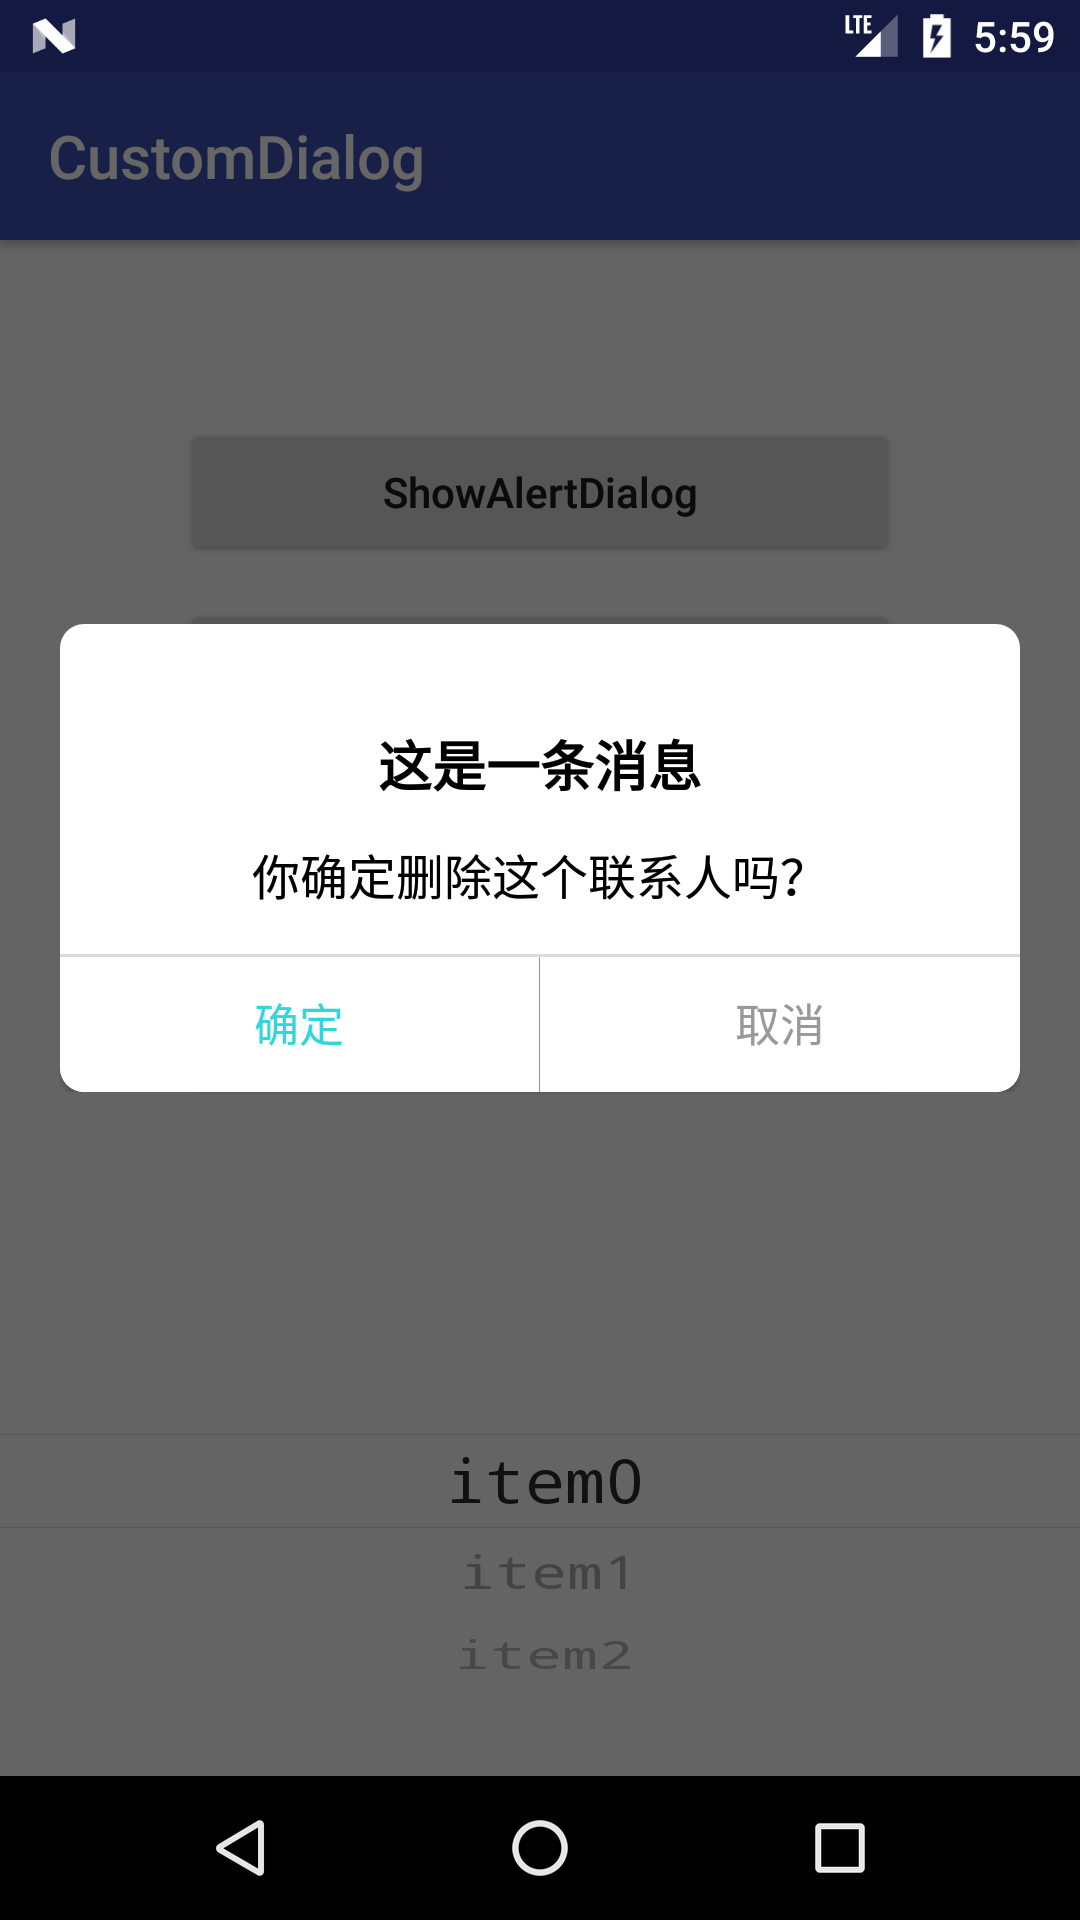 LTE 5:59
CustomDialog
ShowAlertDialog
这是一条消息
你确定删除这个联系人吗?
确定 取消
item0
item1
item2